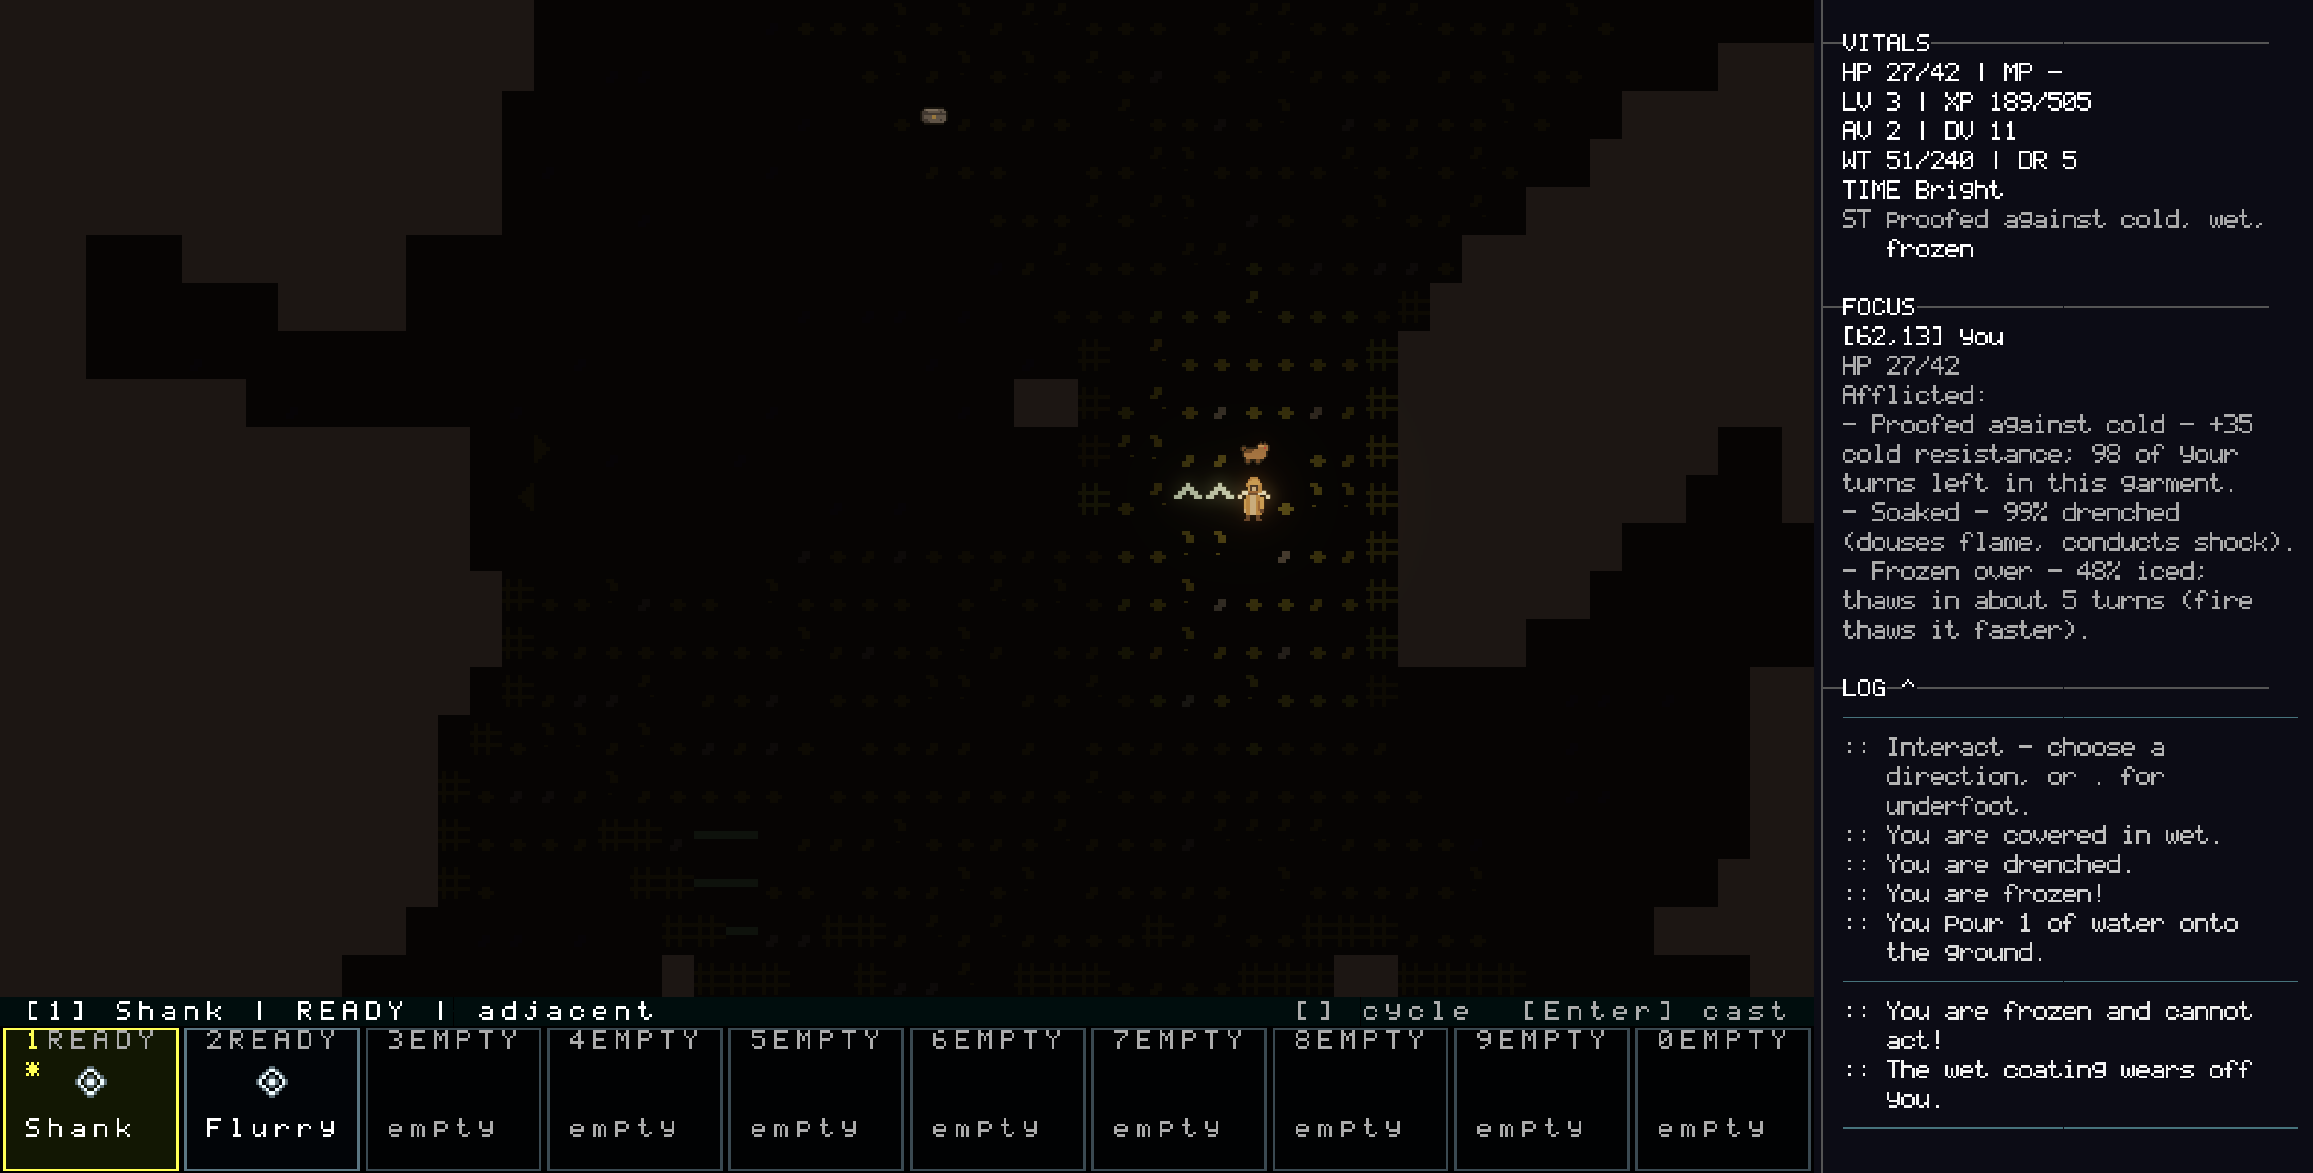 VITALS
HP 27/42 | MP -
LV 3 | XP 189/505
AV 2 | DV 11
WT 51/240 | DR 5
TIME Bright
ST Proofed against cold, wet,
frozen
FOCUS
[62,13] You
HP 27/42
Afflicted:
- Proofed against cold - +35
cold resistance; 98 of your
turns left in this garment.
- Soaked - 99% drenched
(douses flame, conducts shock).
- Frozen over - 48% iced;
thaws in about 5 turns (fire
thaws it faster).
LOG ^
:: Interact - choose a
direction, or . for
underfoot.
:: You are covered in wet.
:: You are drenched.
:: You are frozen!
:: You pour 1 of water onto
the ground.
:: You are frozen and cannot
act!
:: The wet coating wears off
you.
[1] Shank | READY | adjacent [] cycle [Enter] cast
1READY 2READY 3EMPTY 4EMPTY 5EMPTY 6EMPTY 7EMPTY 8EMPTY 9EMPTY 0EMPTY
*
Shank Flurry empty empty empty empty empty empty empty empty